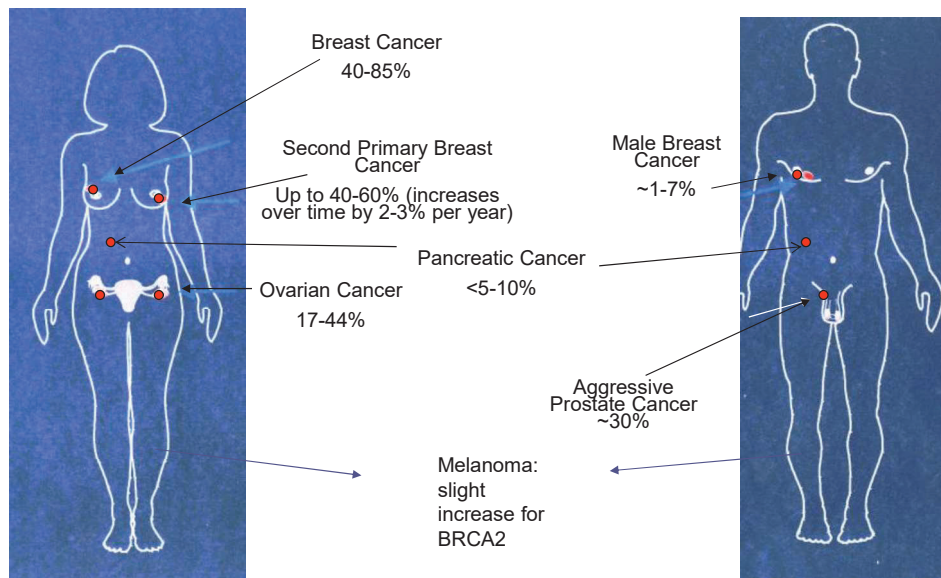 Breast Cancer
40-85%
Second Primary Breast
Cancer
Up to 40-60% (increases
over time by 2-3% per year)
Male Breast
Cancer
~1-7%
Pancreatic Cancer
<5-10%
Ovarian Cancer
17-44%
Aggressive
Prostate Cancer
~30%
Melanoma:
slight
increase for
BRCA2